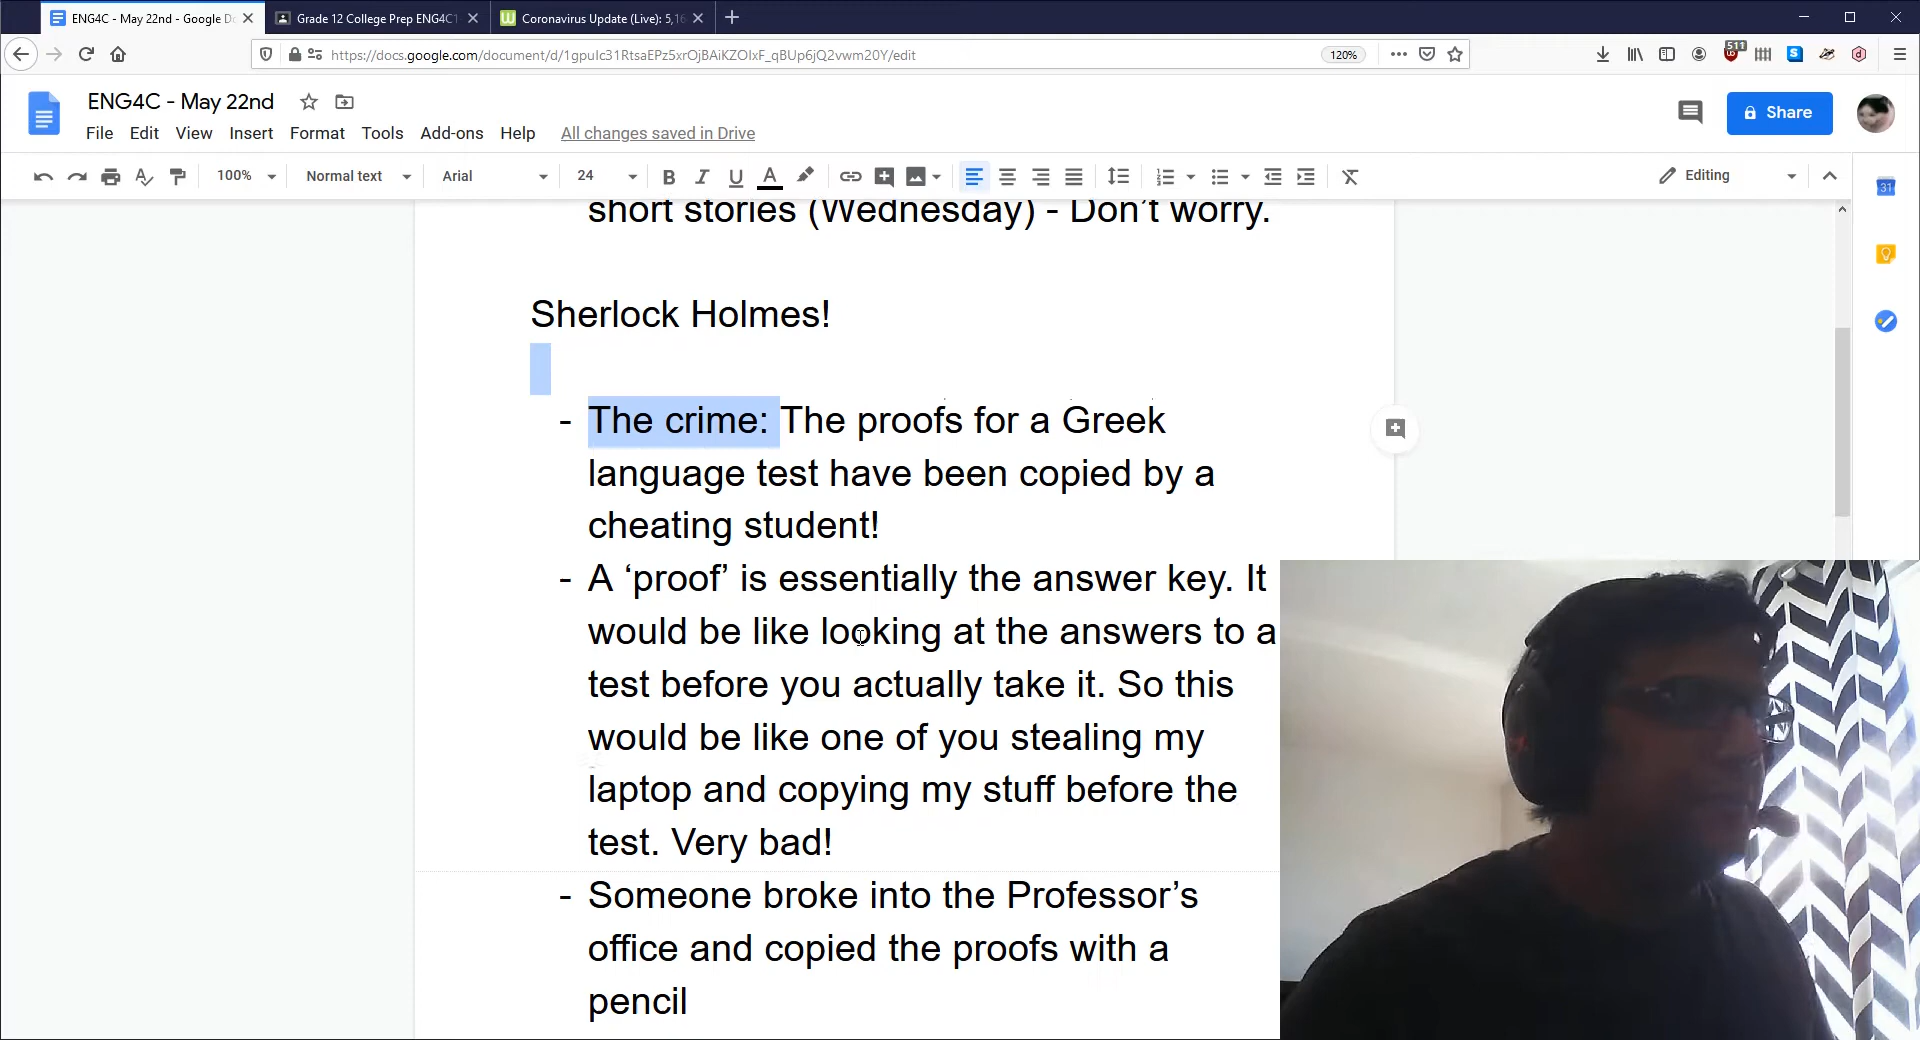 ENG4C - May 22nd - Google Do
Grade 12 College Prep ENG4C1
Coronavirus Update (Live): 5,16
https://docs.google.com/document/d/1gpuIc31RtsaEPz5xrOjBAiKZOIxF_qBUp6jQ2vwm20Y/edit
120%
511
ENG4C - May 22nd
Share
File Edit View Insert Format Tools Add-ons Help All changes saved in Drive
100% Normal text Arial 24 B I U A Editing
31
short stories (Wednesday) - Don't worry.
Sherlock Holmes!
- The crime: The proofs for a Greek
language test have been copied by a
cheating student!
- A ‘proof’ is essentially the answer key. It
would be like looking at the answers to a
test before you actually take it. So this
would be like one of you stealing my
laptop and copying my stuff before the
test. Very bad!
- Someone broke into the Professor’s
office and copied the proofs with a
pencil